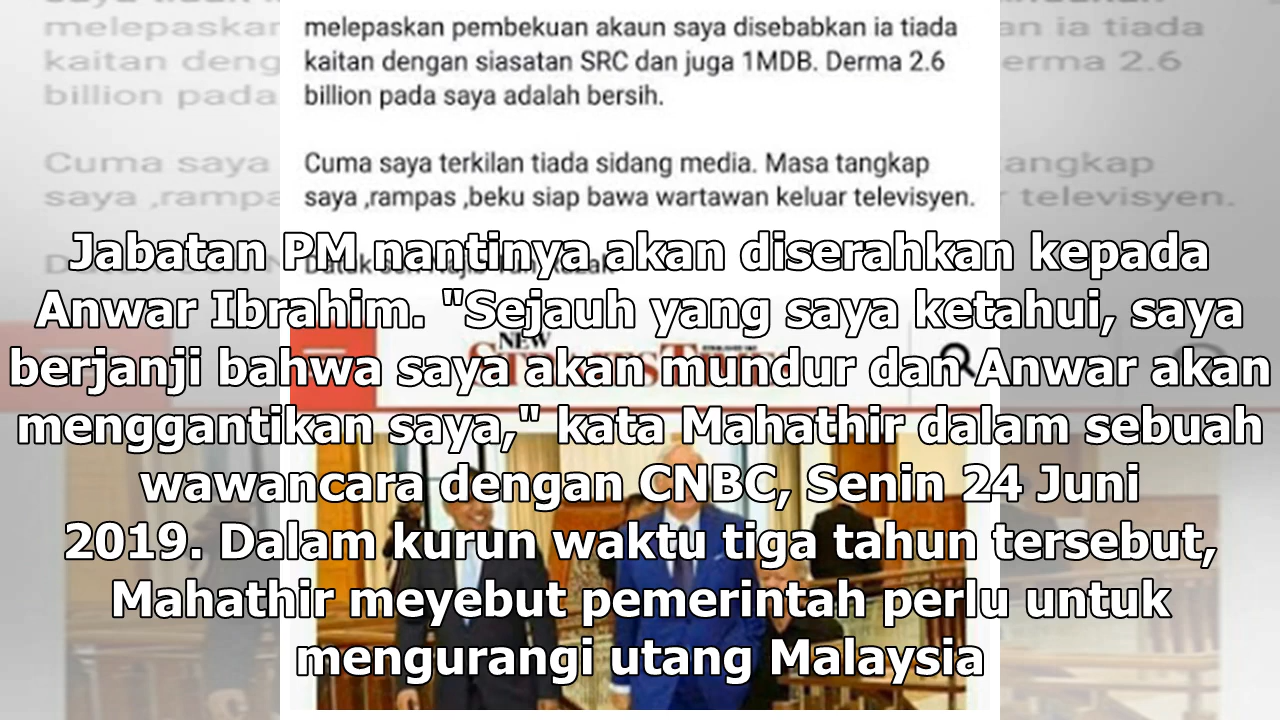 melepaskan pembekuan akaun saya disebabkan ia tiada
kaitan dengan siasatan SRC dan juga 1MDB. Derma 2.6
billion pada saya adalah bersih.
Cuma saya terkilan tiada sidang media. Masa tangkap
saya ,rampas ,beku siap bawa wartawan keluar televisyen.
Jabatan PM nantinya akan diserahkan kepada
Anwar Ibrahim. "Sejauh yang saya ketahui, saya
berjanji bahwa saya akan mundur dan Anwar akan
menggantikan saya," kata Mahathir dalam sebuah
wawancara dengan CNBC, Senin 24 Juni
2019. Dalam kurun waktu tiga tahun tersebut,
Mahathir meyebut pemerintah perlu untuk
mengurangi utang Malaysia
NEW